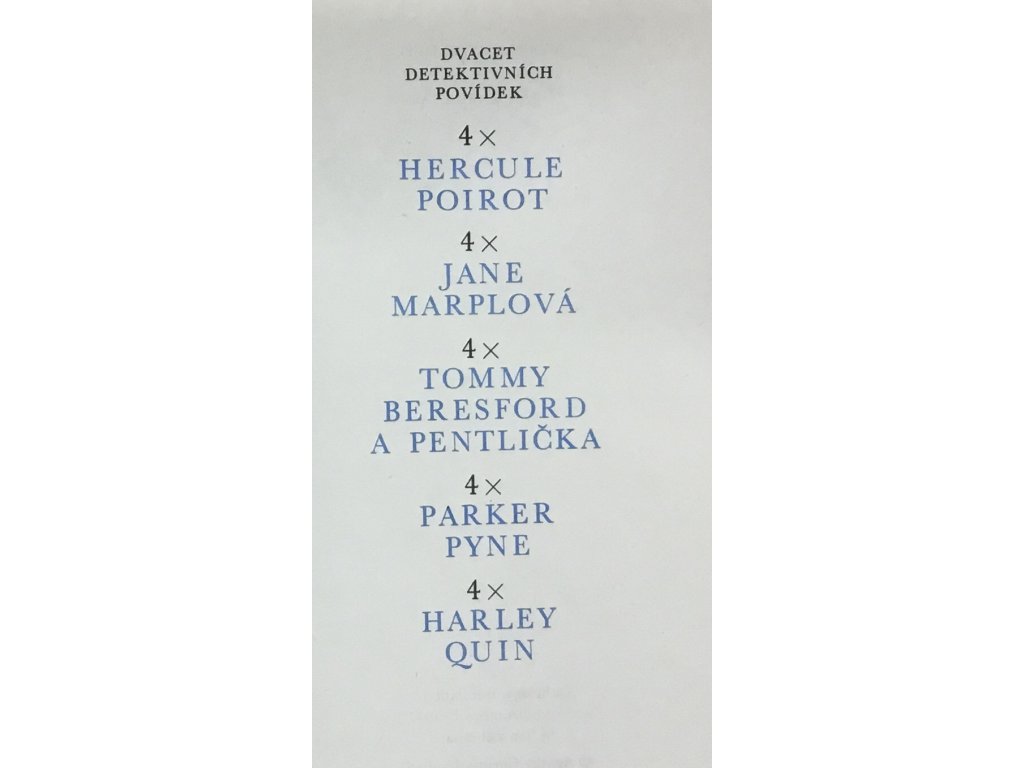 DVACET
DETEKTIVNÍCH
POVÍDEK
4×
HERCULE
POIROT
4×
JANE
MARPLOVÁ
4×
TOMMY
BERESFORD
A PENTLIČKA
4×
PARKER
PYNE
4×
HARLEY
QUIN